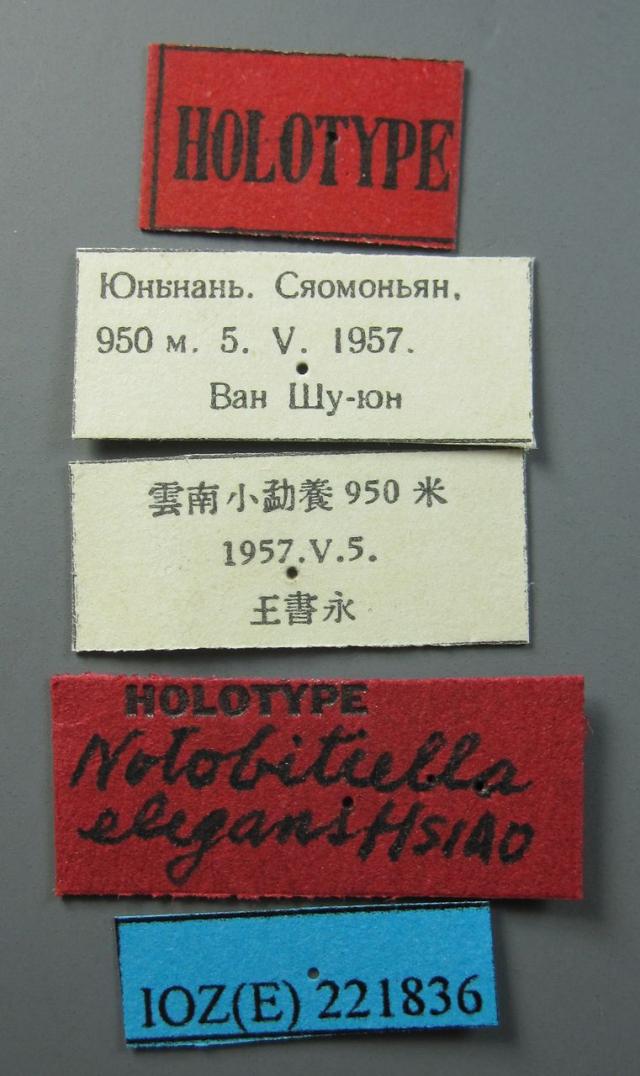 HOLOTYPE
Юньнань. Сяомоньян,
950 м. 5. V. 1957.
Ван Шу-юн
雲南小勐養 950 米
1957.V.5.
王書永
HOLOTYPE
Notobitiella
elegans HSIAO
IOZ(E) 221836